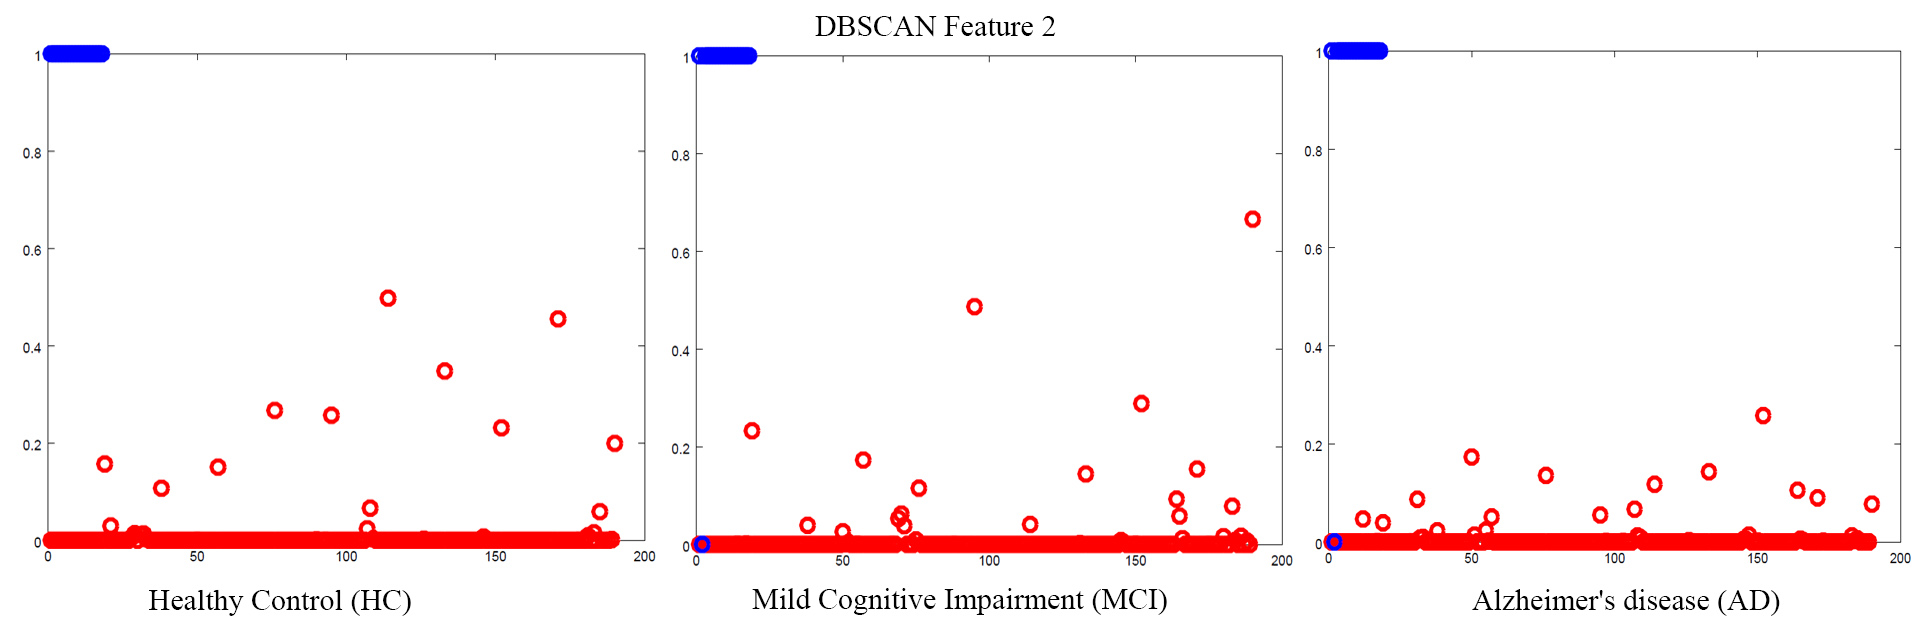 DBSCAN Feature 2
1
0.8
0.6
0.4
0.2
0
0 50 100 150 200
Healthy Control (HC)
1
0.8
0.6
0.4
0.2
0
0 50 100 150 200
Mild Cognitive Impairment (MCI)
1
0.8
0.6
0.4
0.2
0
0 50 100 150 200
Alzheimer's disease (AD)